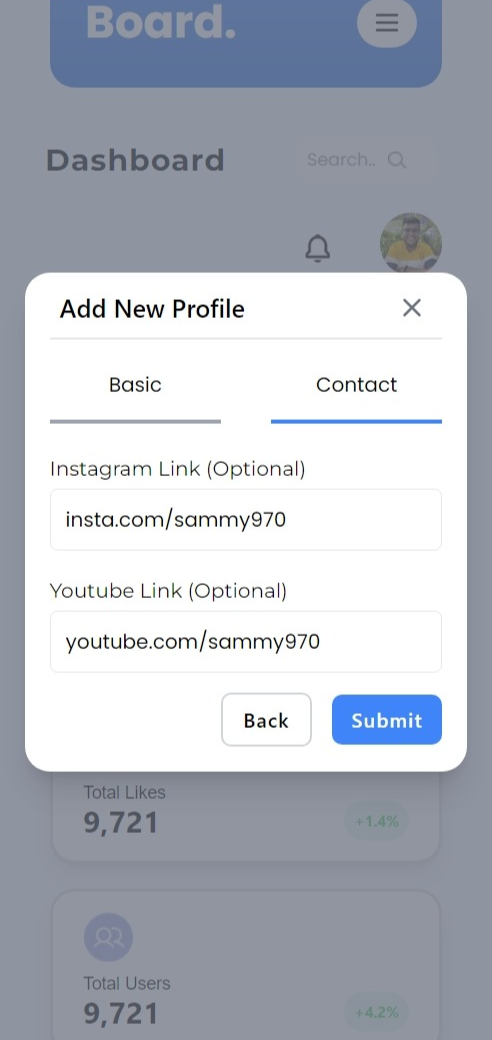 Board.
Dashboard
Search..
Add New Profile
Basic
Contact
Instagram Link (Optional)
insta.com/sammy970
Youtube Link (Optional)
youtube.com/sammy970
Back
Submit
Total Likes
9,721
+1.4%
Total Users
9,721
+4.2%